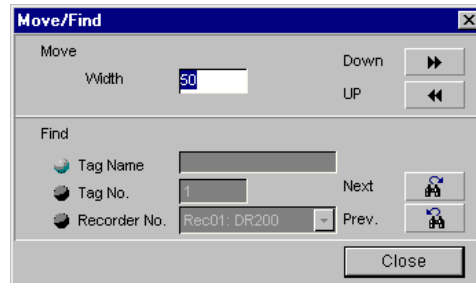 Move/Find
Move
Width 50
Down
UP
Find
Tag Name
Tag No. 1
Next
Recorder No. Rec01: DR200
Prev.
Close